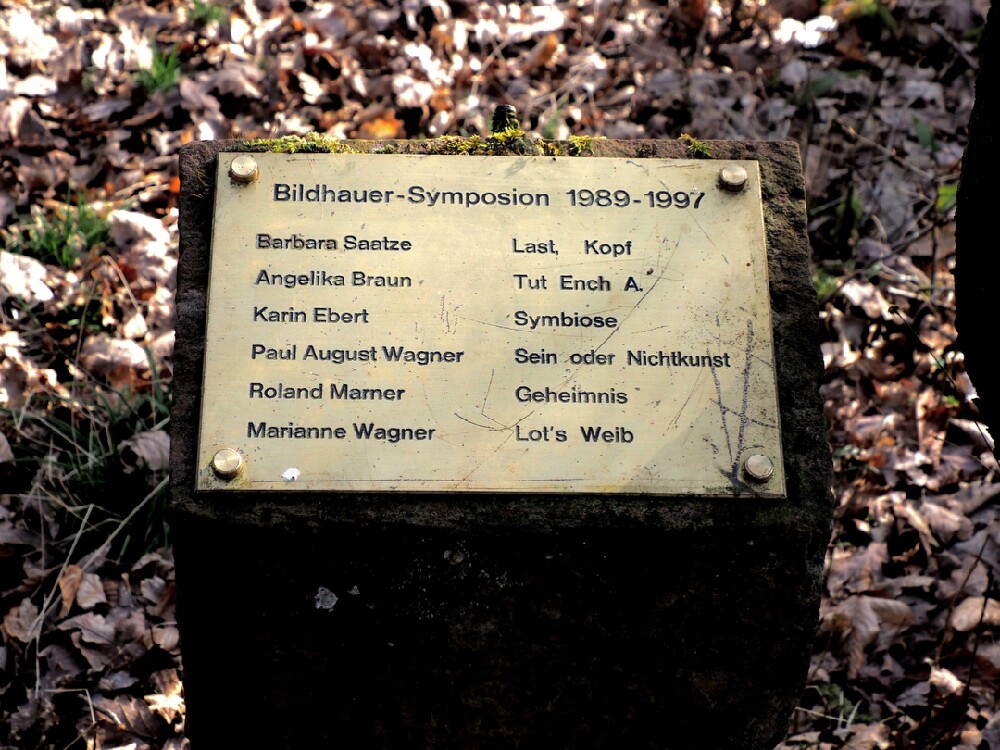 Bildhauer-Symposion 1989-1997
Barbara Saatze Last, Kopf
Angelika Braun Tut Ench A.
Karin Ebert Symbiose
Paul August Wagner Sein oder Nichtkunst
Roland Marner Geheimnis
Marianne Wagner Lot's Weib